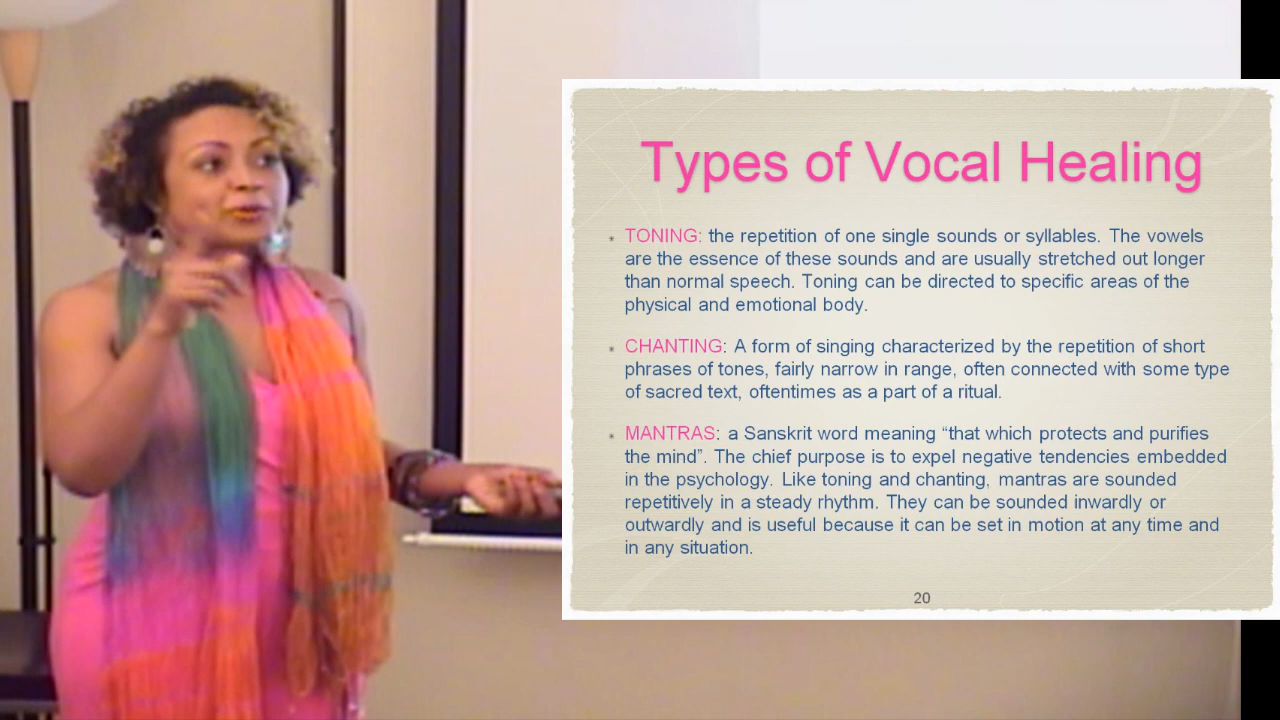 Types of Vocal Healing
TONING: the repetition of one single sounds or syllables. The vowels
are the essence of these sounds and are usually stretched out longer
than normal speech. Toning can be directed to specific areas of the
physical and emotional body.
CHANTING: A form of singing characterized by the repetition of short
phrases of tones, fairly narrow in range, often connected with some type
of sacred text, oftentimes as a part of a ritual.
MANTRAS: a Sanskrit word meaning “that which protects and purifies
the mind”. The chief purpose is to expel negative tendencies embedded
in the psychology. Like toning and chanting, mantras are sounded
repetitively in a steady rhythm. They can be sounded inwardly or
outwardly and is useful because it can be set in motion at any time and
in any situation.
20